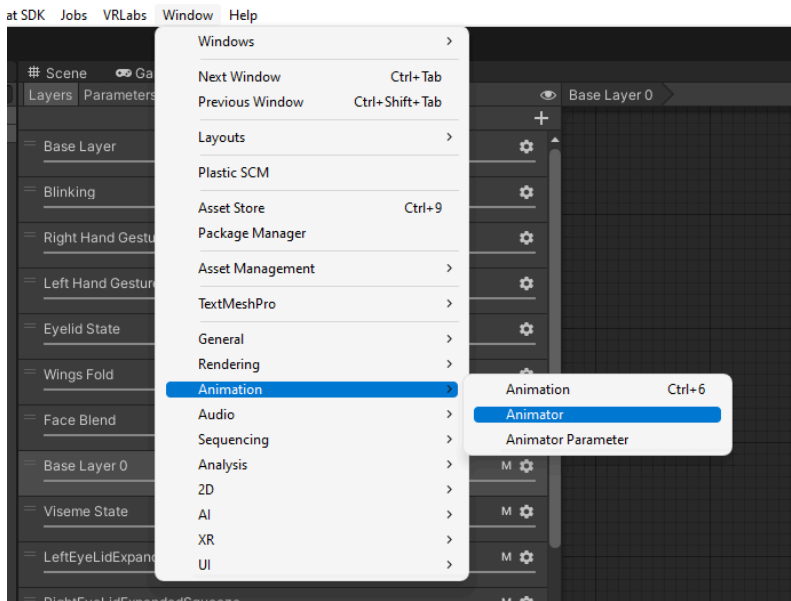 at SDK Jobs VRLabs Window Help
Windows
# Scene Ga
Layers Parameters
Base Layer 0
Next Window Ctrl+Tab
Previous Window Ctrl+Shift+Tab
Layouts
Base Layer
Plastic SCM
Blinking
Asset Store Ctrl+9
Package Manager
Right Hand Gestu
Asset Management
Left Hand Gesture
TextMeshPro
Eyelid State
General
Rendering
Wings Fold
Animation
Animation Ctrl+6
Audio
Animator
Face Blend
Sequencing
Animator Parameter
Base Layer 0
Analysis
M
2D
Viseme State
AI
M
XR
LeftEyeLidExpand
UI
M
RightEyeLidExpandedSqueeze
M